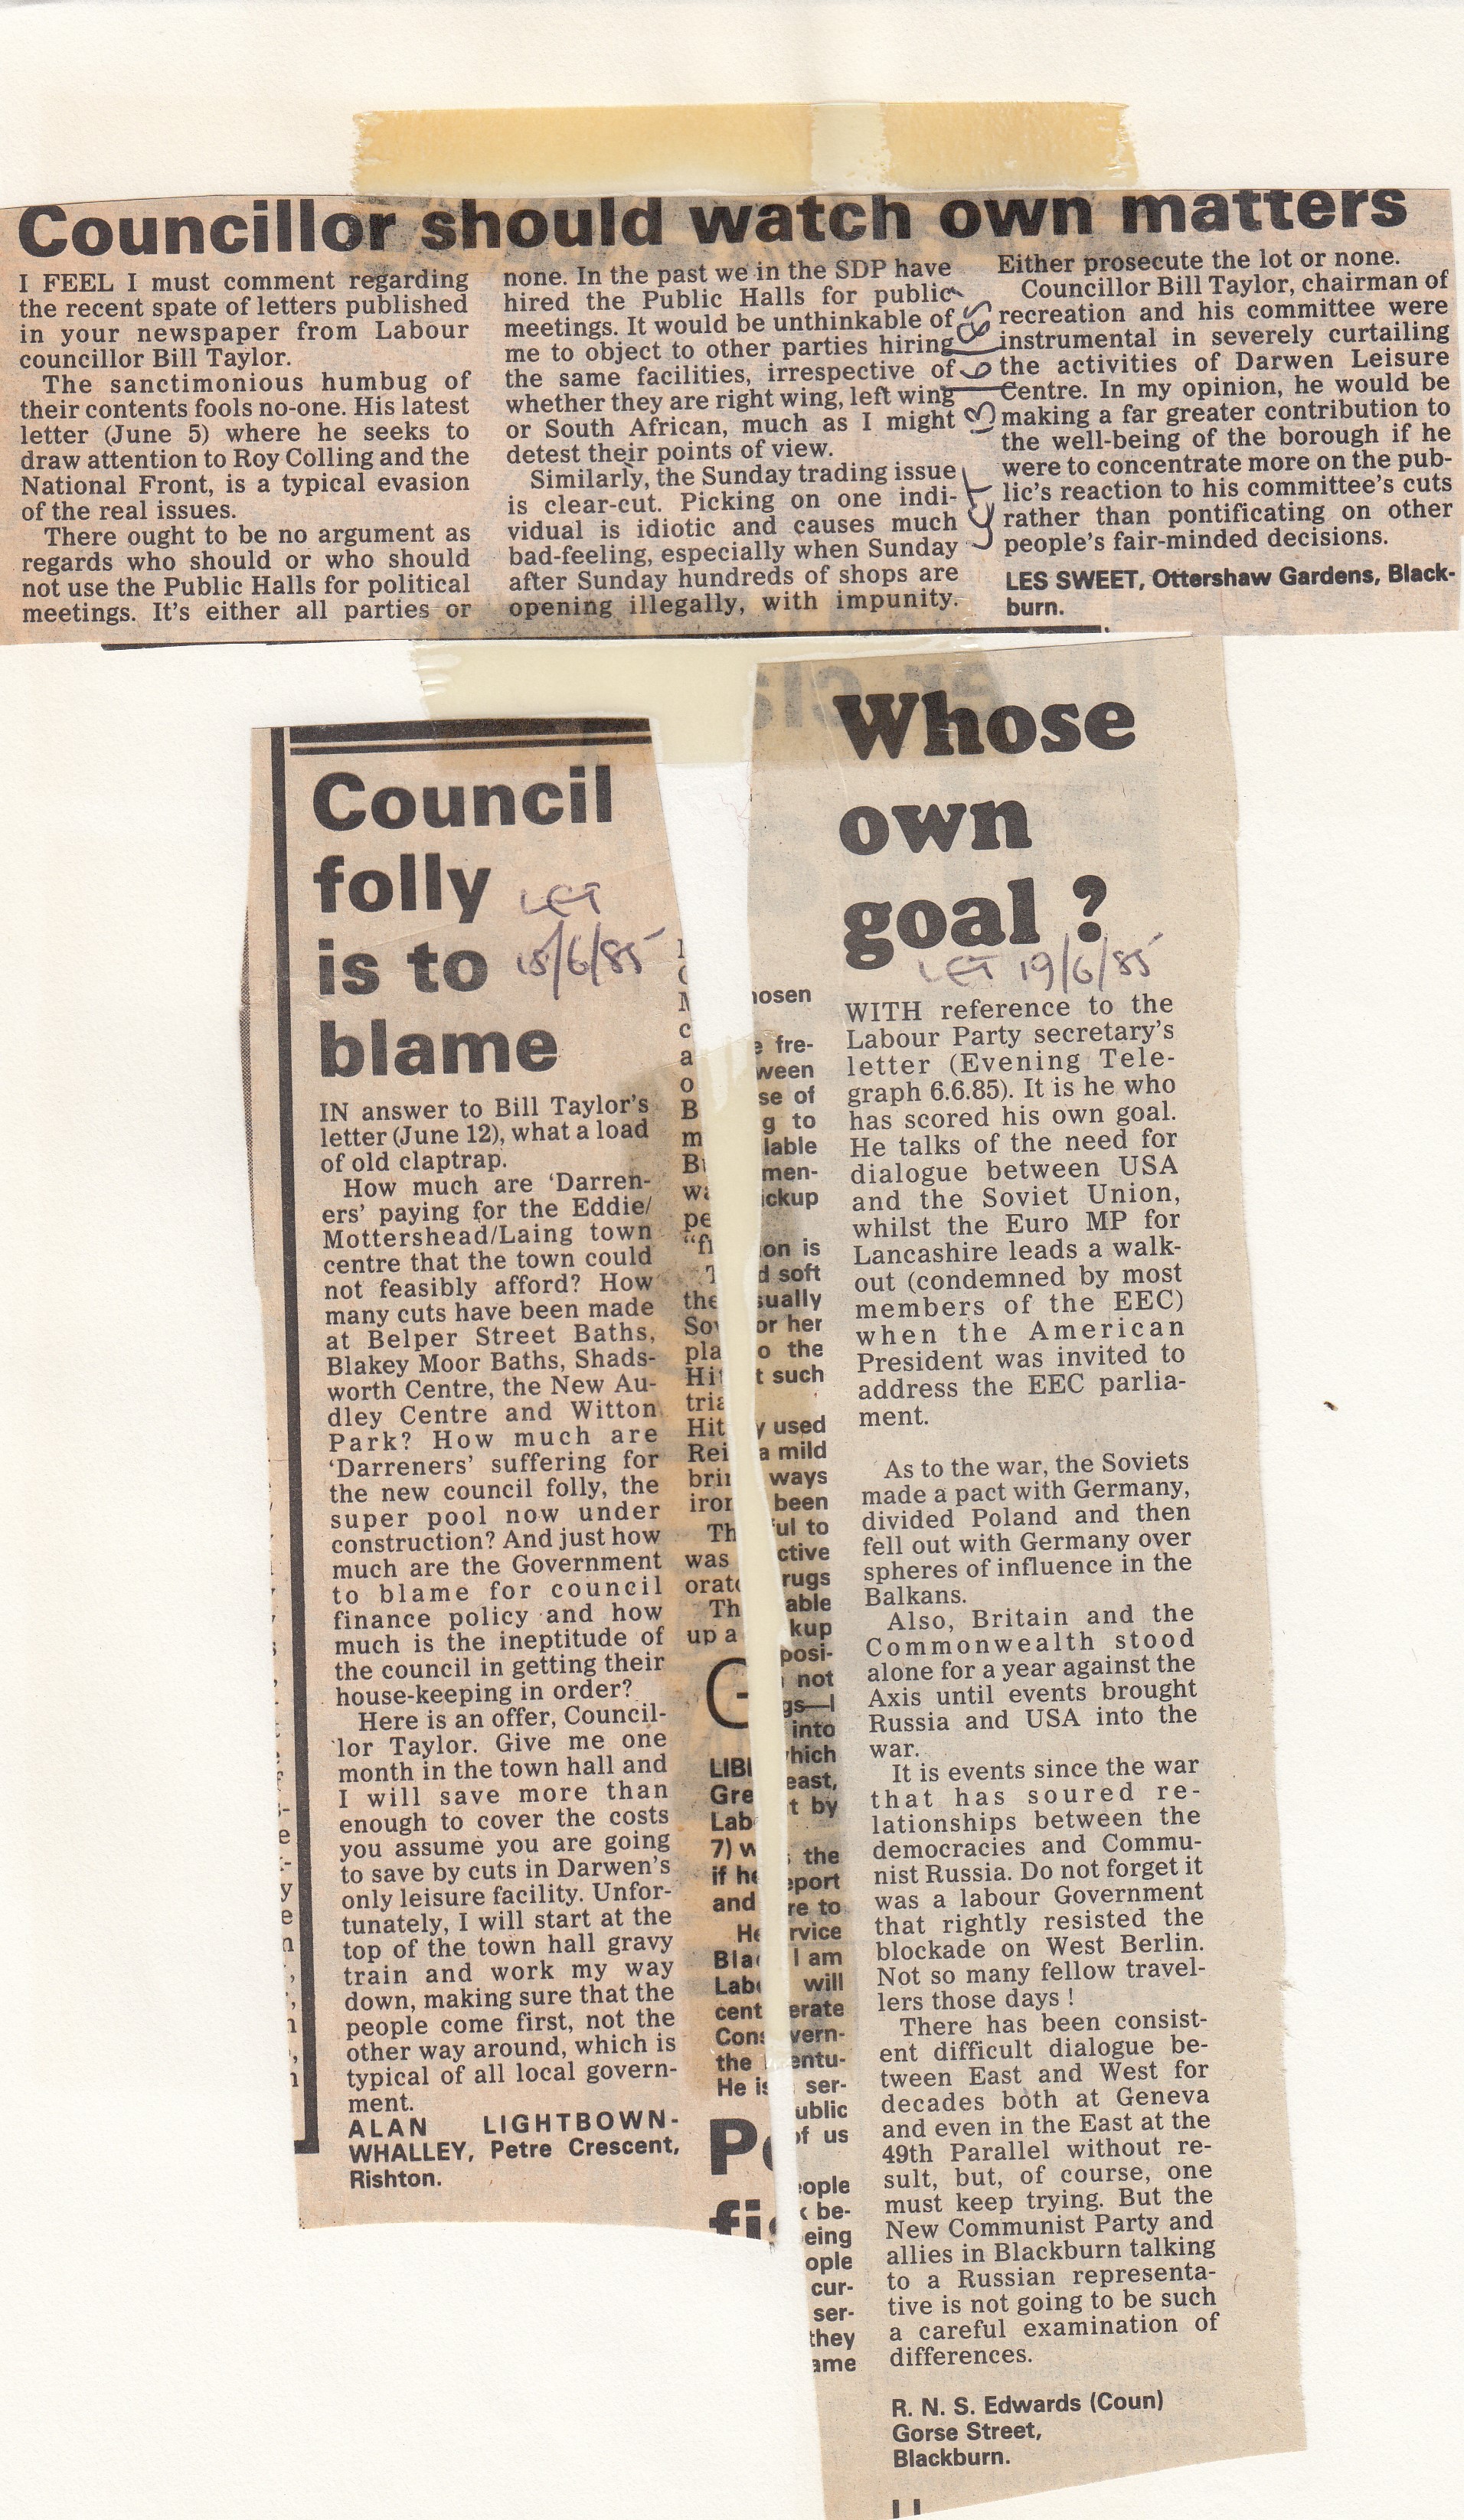 Councillor should watch own matters
I FEEL I must comment regarding
the recent spate of letters published
in your newspaper from Labour
councillor Bill Taylor.
The sanctimonious humbug of
their contents fools no-one. His latest
letter (June 5) where he seeks to
draw attention to Roy Colling and the
National Front, is a typical evasion
of the real issues.
There ought to be no argument as
regards who should or who should
not use the Public Halls for political
meetings. It's either all parties or
none. In the past we in the SDP have
hired the Public Halls for public
meetings. It would be unthinkable of
me to object to other parties hiring
the same facilities, irrespective of
whether they are right wing, left wing
or South African, much as I might
detest their points of view.
Similarly, the Sunday trading issue
is clear-cut. Picking on one indi-
vidual is idiotic and causes much
bad-feeling, especially when Sunday
after Sunday hundreds of shops are
opening illegally, with impunity.
LET 13/6/85
Either prosecute the lot or none.
Councillor Bill Taylor, chairman of
recreation and his committee were
instrumental in severely curtailing
the activities of Darwen Leisure
Centre. In my opinion, he would be
making a far greater contribution to
the well-being of the borough if he
were to concentrate more on the pub-
lic's reaction to his committee's cuts
rather than pontificating on other
people's fair-minded decisions.
LES SWEET, Ottershaw Gardens, Black-
burn.
Council
folly
is to
blame
LET
15/6/85
IN answer to Bill Taylor's
letter (June 12), what a load
of old claptrap.
How much are 'Darren-
ers' paying for the Eddie/
Mottershead/Laing town
centre that the town could
not feasibly afford? How
many cuts have been made
at Belper Street Baths,
Blakey Moor Baths, Shads-
worth Centre, the New Au-
dley Centre and Witton
Park? How much are
'Darreners' suffering for
the new council folly, the
super pool now under
construction? And just how
much are the Government
to blame for council
finance policy and how
much is the ineptitude of
the council in getting their
house-keeping in order?
Here is an offer, Council-
lor Taylor. Give me one
month in the town hall and
I will save more than
enough to cover the costs
you assume you are going
to save by cuts in Darwen's
only leisure facility. Unfor-
tunately, I will start at the
top of the town hall gravy
train and work my way
down, making sure that the
people come first, not the
other way around, which is
typical of all local govern-
ment.
ALAN LIGHTBOWN-
WHALLEY, Petre Crescent,
Rishton.
Whose
own
goal ?
LET 19/6/85
WITH reference to the
Labour Party secretary's
letter (Evening Tele-
graph 6.6.85). It is he who
has scored his own goal.
He talks of the need for
dialogue between USA
and the Soviet Union,
whilst the Euro MP for
Lancashire leads a walk-
out (condemned by most
members of the EEC)
when the American
President was invited to
address the EEC parlia-
ment.
As to the war, the Soviets
made a pact with Germany,
divided Poland and then
fell out with Germany over
spheres of influence in the
Balkans.
Also, Britain and the
Commonwealth stood
alone for a year against the
Axis until events brought
Russia and USA into the
war.
It is events since the war
that has soured re-
lationships between the
democracies and Commu-
nist Russia. Do not forget it
was a labour Government
that rightly resisted the
blockade on West Berlin.
Not so many fellow travel-
lers those days !
There has been consist-
ent difficult dialogue be-
tween East and West for
decades both at Geneva
and even in the East at the
49th Parallel without re-
sult, but, of course, one
must keep trying. But the
New Communist Party and
allies in Blackburn talking
to a Russian representa-
tive is not going to be such
a careful examination of
differences.
R. N. S. Edwards (Coun)
Gorse Street,
Blackburn.